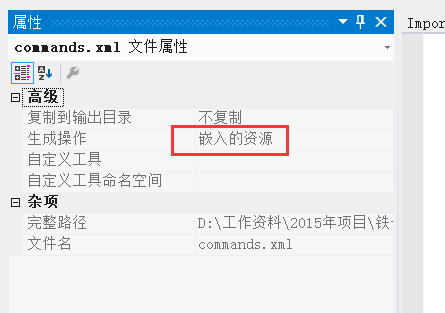 属性
commands.xml 文件属性
高级
复制到输出目录 不复制
生成操作 嵌入的资源
自定义工具
自定义工具命名空间
杂项
完整路径 D:\工作资料\2015年项目\铁
文件名 commands.xml
Impor